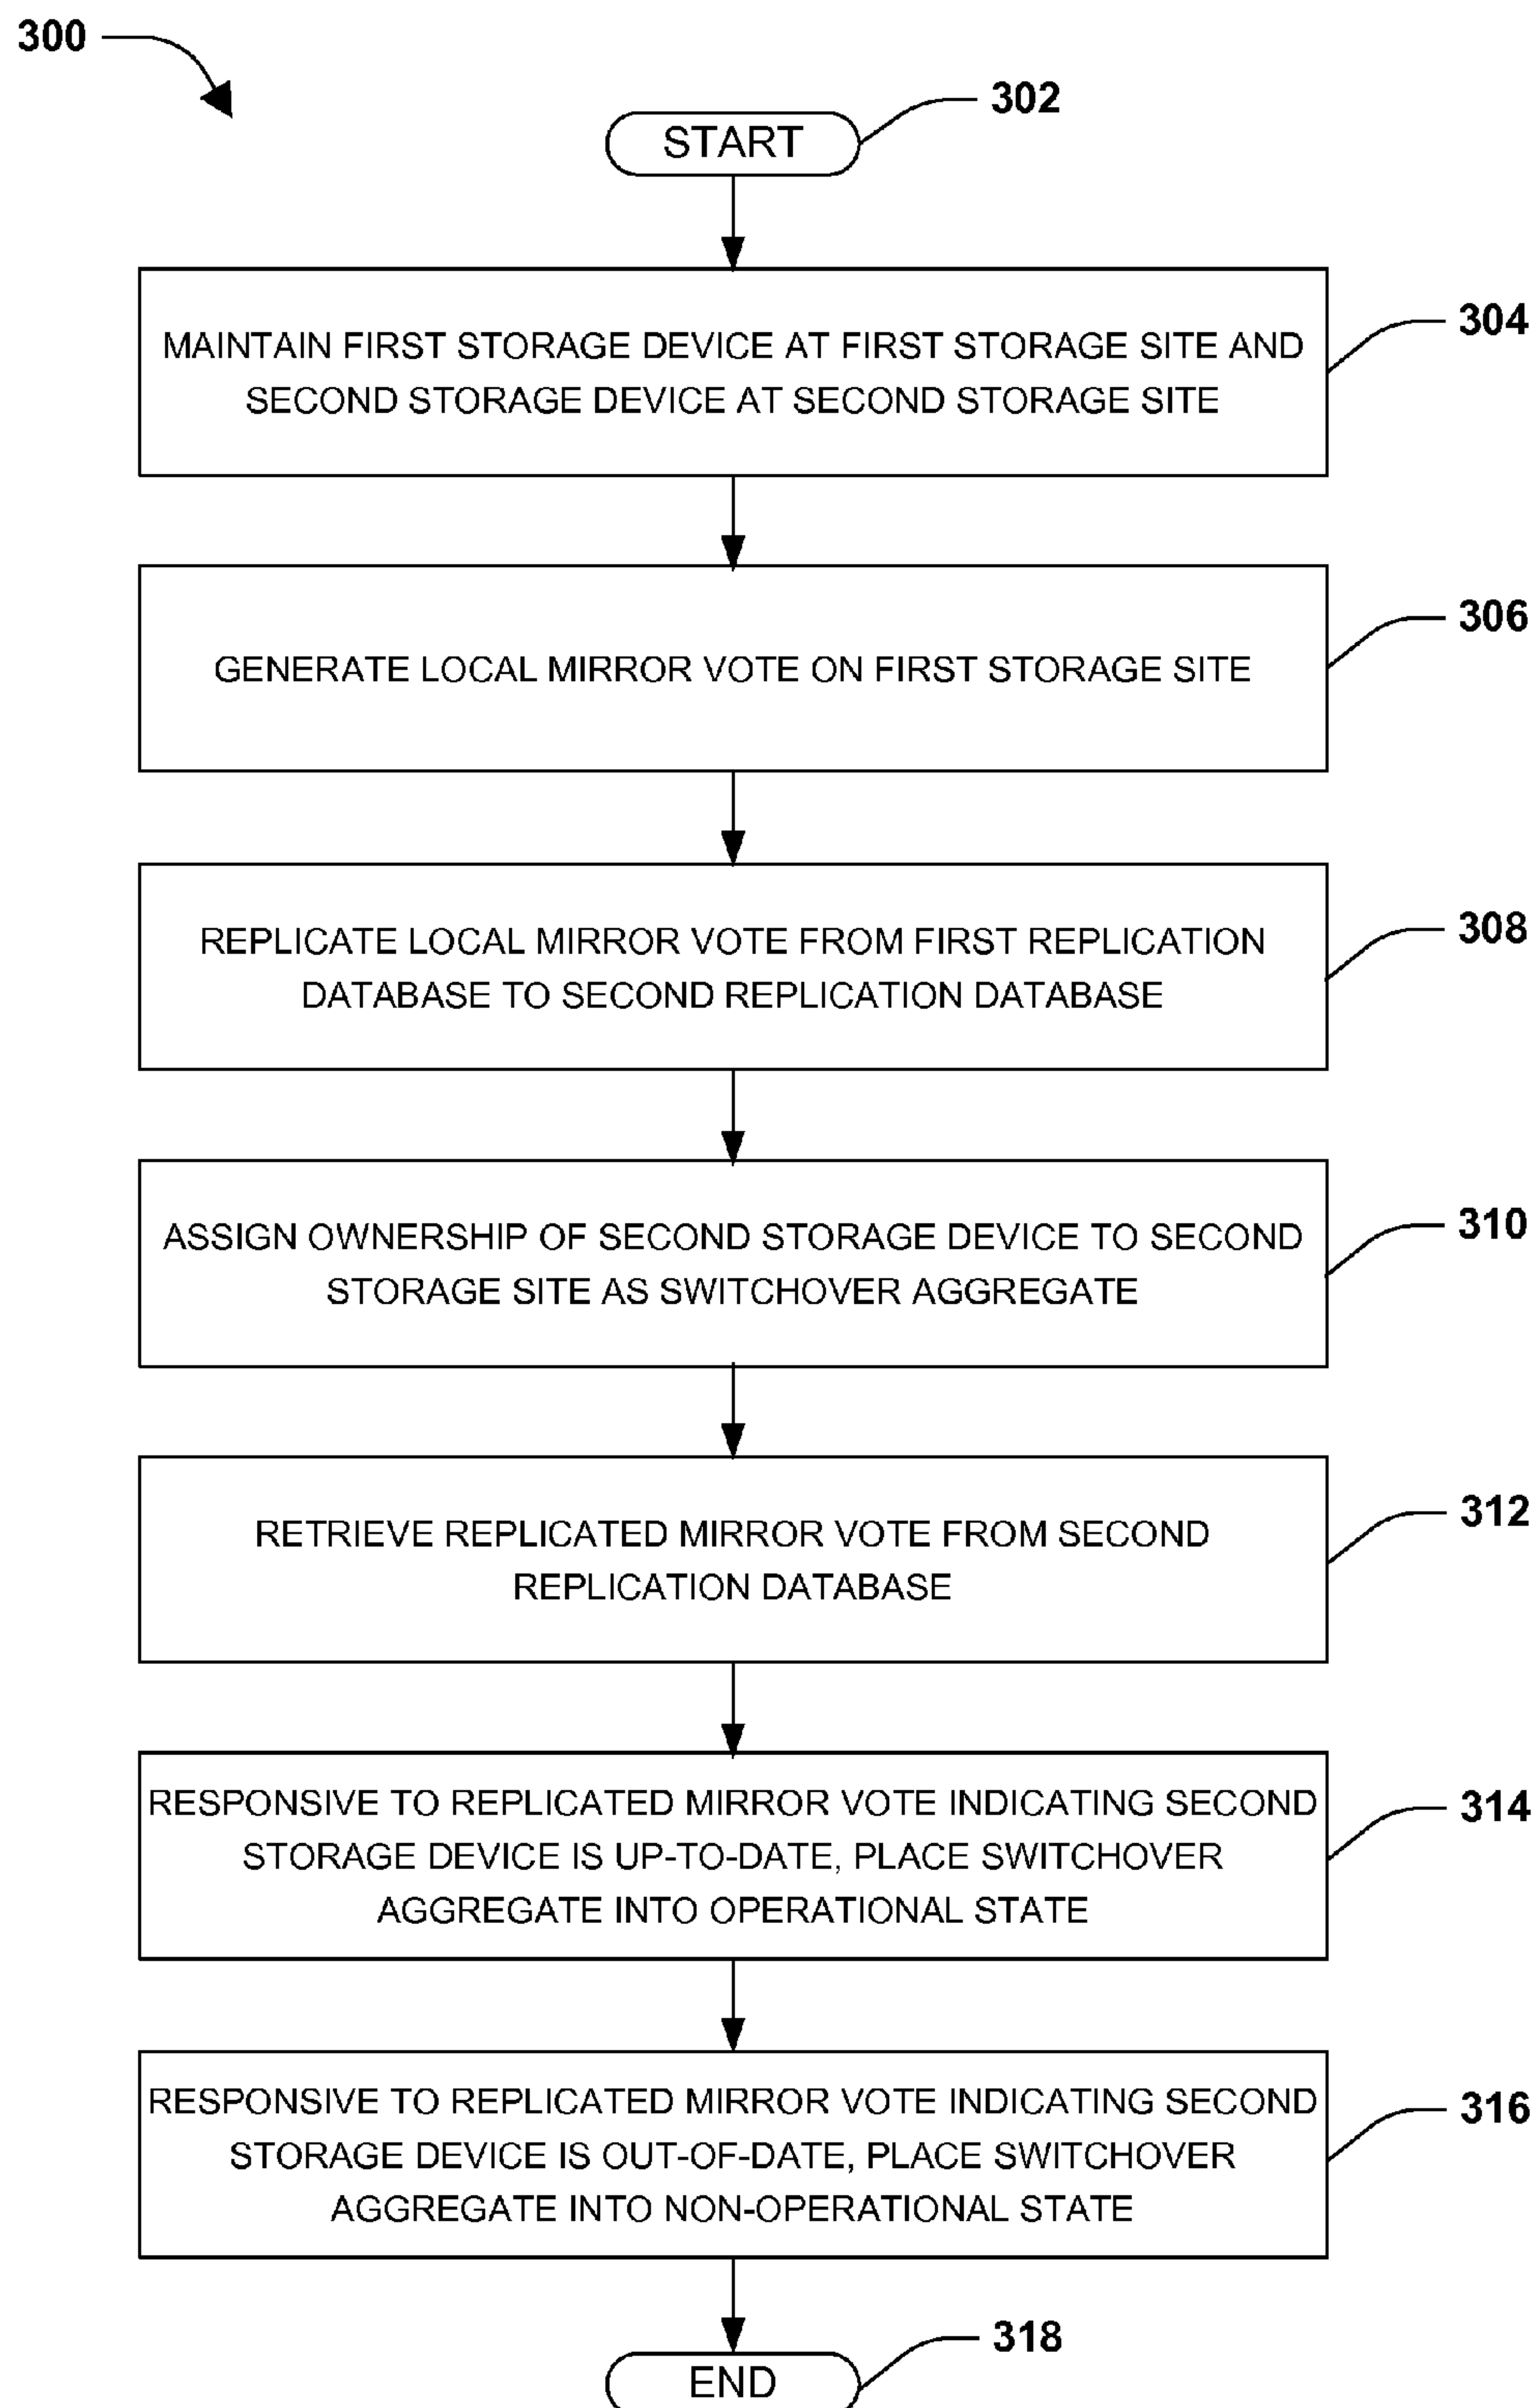 300
302
START
304
MAINTAIN FIRST STORAGE DEVICE AT FIRST STORAGE SITE AND
SECOND STORAGE DEVICE AT SECOND STORAGE SITE
306
GENERATE LOCAL MIRROR VOTE ON FIRST STORAGE SITE
308
REPLICATE LOCAL MIRROR VOTE FROM FIRST REPLICATION
DATABASE TO SECOND REPLICATION DATABASE
310
ASSIGN OWNERSHIP OF SECOND STORAGE DEVICE TO SECOND
STORAGE SITE AS SWITCHOVER AGGREGATE
312
RETRIEVE REPLICATED MIRROR VOTE FROM SECOND
REPLICATION DATABASE
314
RESPONSIVE TO REPLICATED MIRROR VOTE INDICATING SECOND
STORAGE DEVICE IS UP-TO-DATE, PLACE SWITCHOVER
AGGREGATE INTO OPERATIONAL STATE
316
RESPONSIVE TO REPLICATED MIRROR VOTE INDICATING SECOND
STORAGE DEVICE IS OUT-OF-DATE, PLACE SWITCHOVER
AGGREGATE INTO NON-OPERATIONAL STATE
318
END